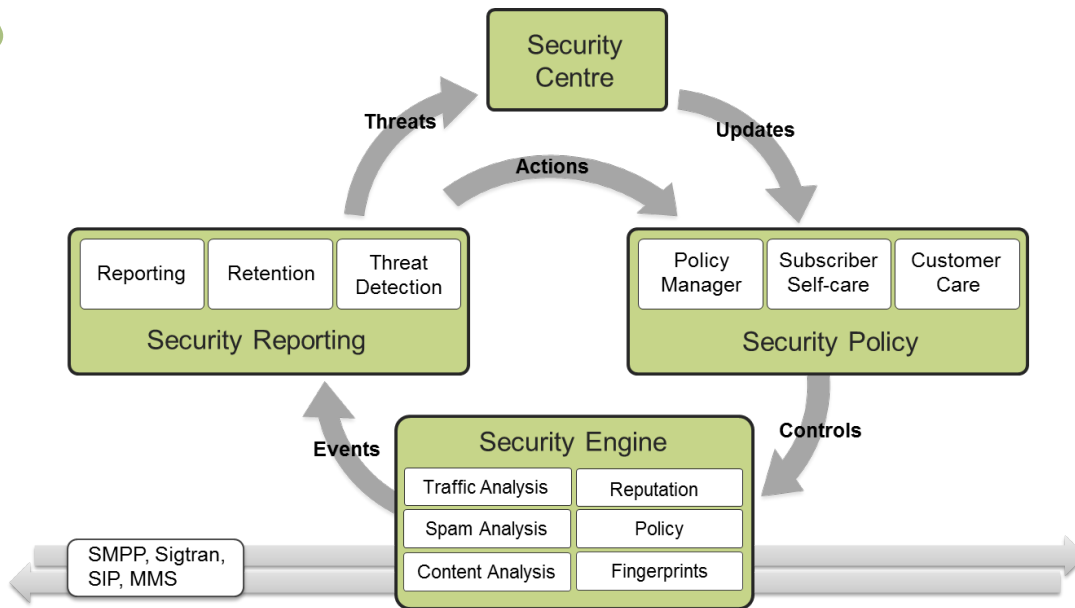 Security
Centre
Threats
Updates
Actions
Reporting
Retention
Threat
Detection
Security Reporting
Policy
Manager
Subscriber
Self-care
Customer
Care
Security Policy
Events
Controls
Security Engine
Traffic Analysis
Reputation
Spam Analysis
Policy
Content Analysis
Fingerprints
SMPP, Sigtran,
SIP, MMS